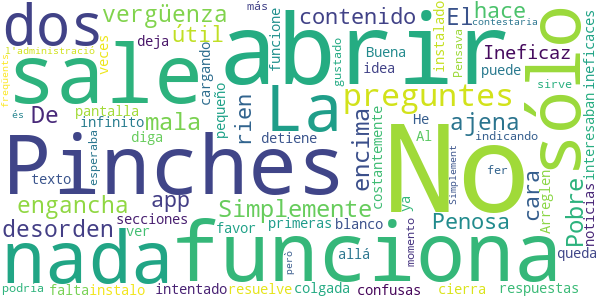 dos
vergüenza
más
contenido
El
hace
contestaria
l'administració
veces
deja
útil
cargando
funcione
Buena
idea
gustado
instalado
Pensava
Ineficaz
puede
sale
abrir
sólo
ineficaces
frequents
De
pantalla
mala
pequeño
rien
La
encima
preguntes
ajena
sirve
és
infinito
diga
detiene
costantemente
He
Al
indicando
cara
Pobre
interesaban
Pinches
No
texto
esperaba
engancha
app
Simplemente
ya
Simplement
fer
Arreglen
noticias
desorden
secciones
favor
primeras
blanco
Penosa
nada
funciona
ver
però
allá
momento
queda
podria
falta
instalo
intentado
resuelve
colgada
confusas
cierra
respuestas